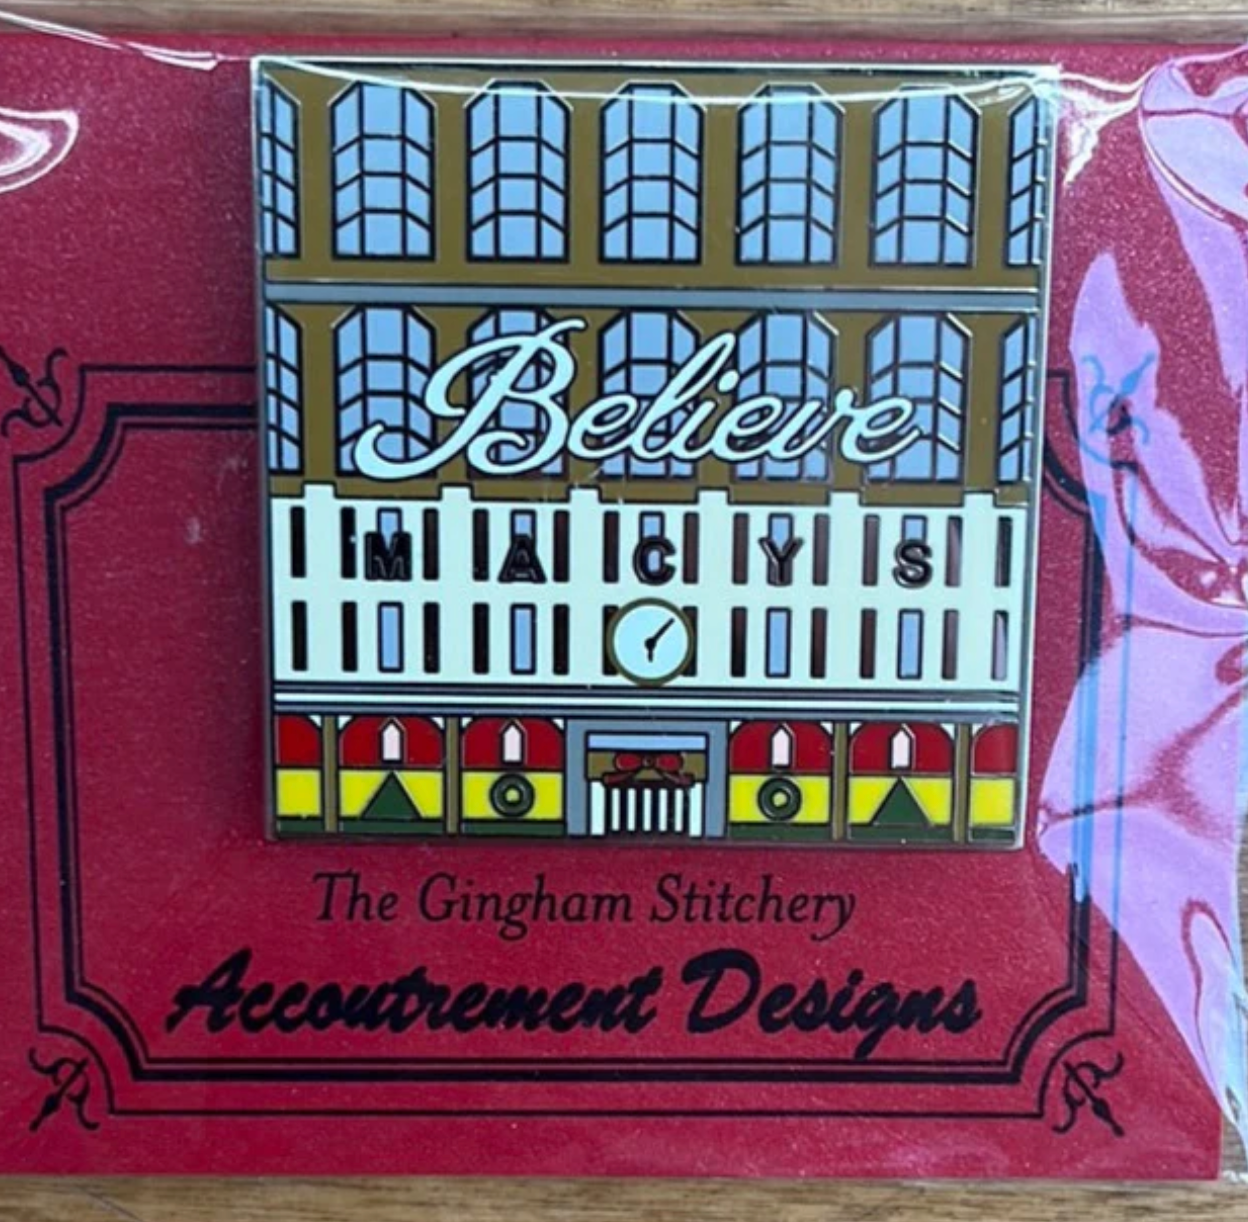 Believe
MACYS
The Gingham Stitchery
Accoutrement Designs